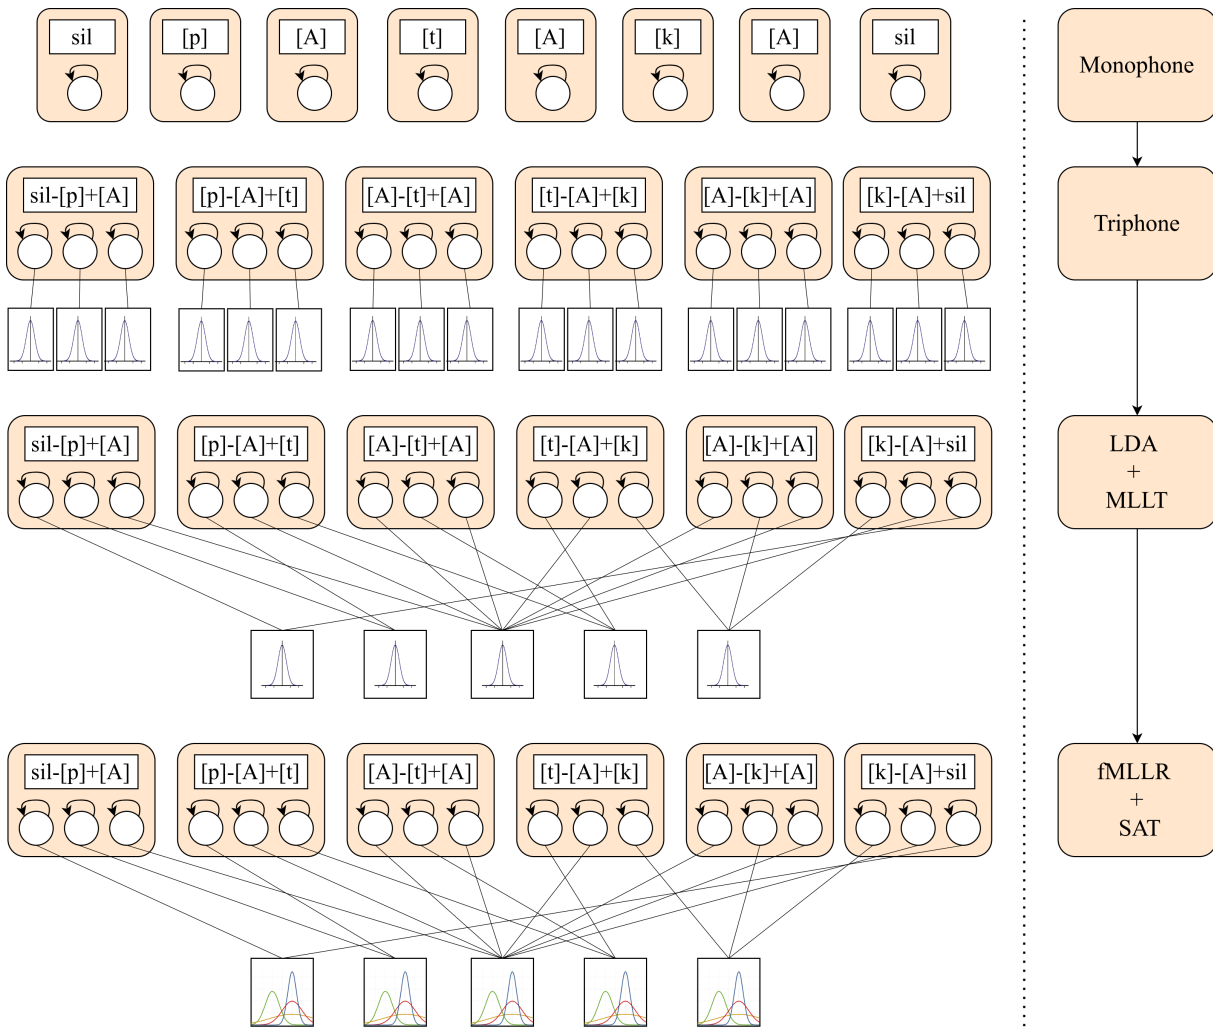 sil [p] [A] [t] [A] [k] [A] sil Monophone
sil-[p]+[A] [p]-[A]+[t] [A]-[t]+[A] [t]-[A]+[k] [A]-[k]+[A] [k]-[A]+sil Triphone
sil-[p]+[A] [p]-[A]+[t] [A]-[t]+[A] [t]-[A]+[k] [A]-[k]+[A] [k]-[A]+sil
LDA
+
MLLT
sil-[p]+[A] [p]-[A]+[t] [A]-[t]+[A] [t]-[A]+[k] [A]-[k]+[A] [k]-[A]+sil
fMLLR
+
SAT